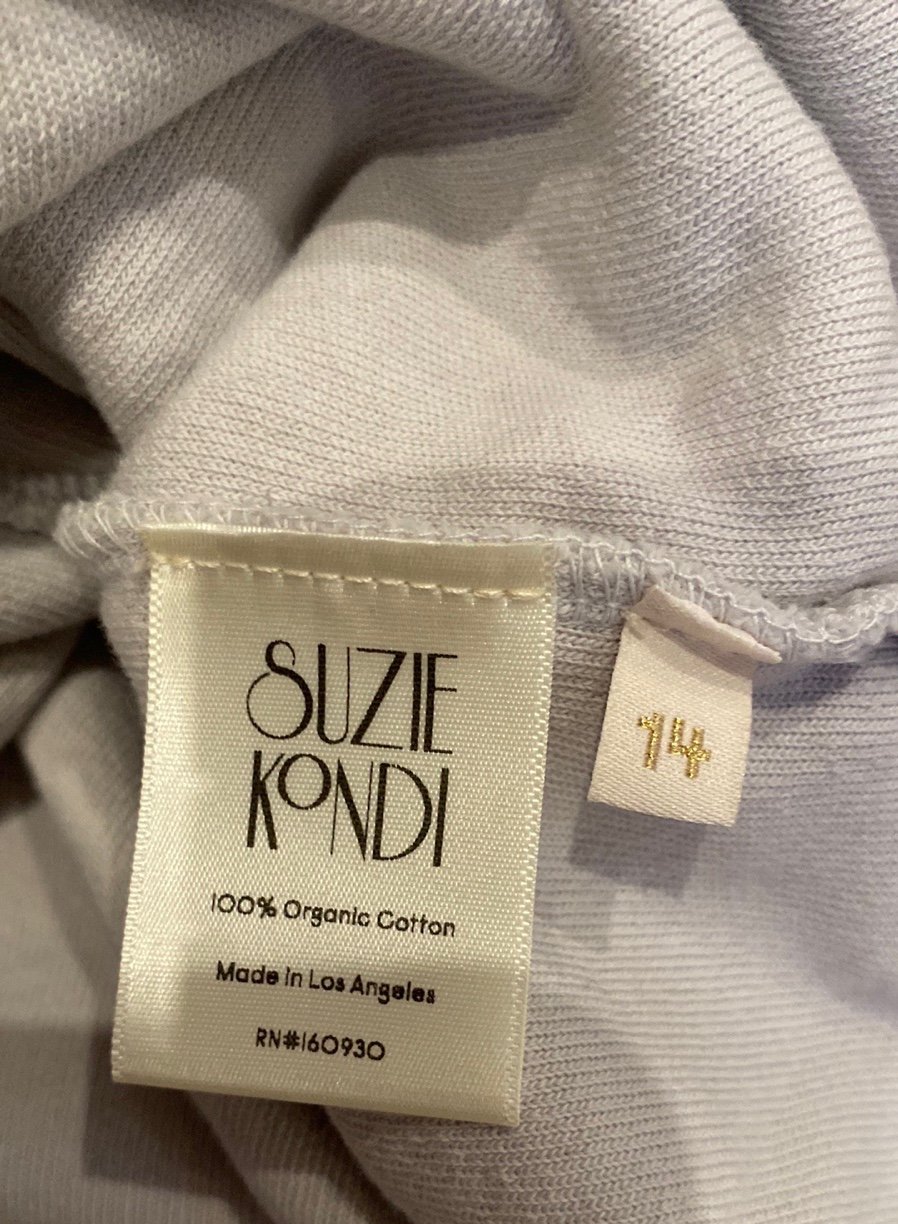 SUZIE
KONDI
100% Organic Cotton
Made in Los Angeles
RN#160930
14